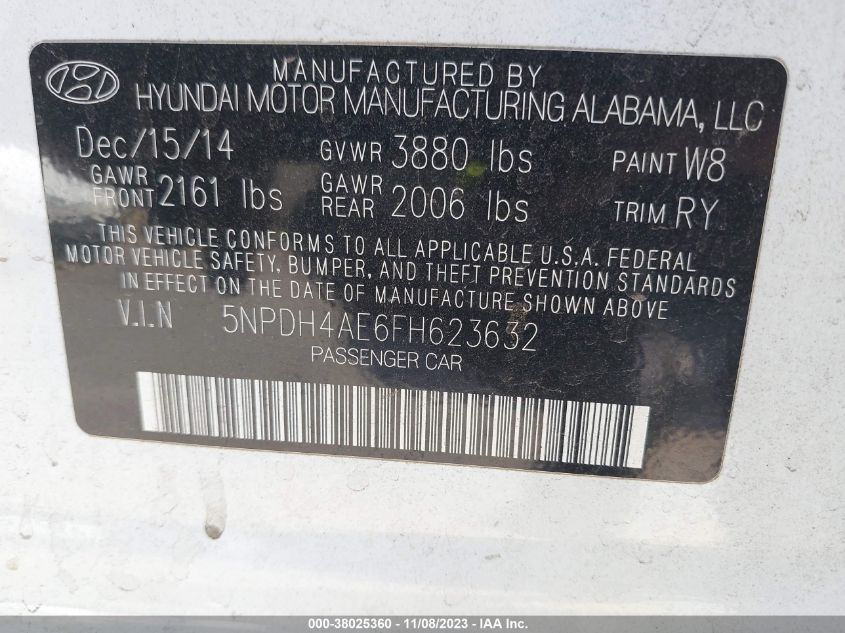 MANUFACTURED BY
HYUNDAI MOTOR MANUFACTURING ALABAMA, LLC
Dec/15/14 GVWR 3880 lbs PAINT W8
GAWR FRONT 2161 lbs GAWR REAR 2006 lbs TRIM RY
THIS VEHICLE CONFORMS TO ALL APPLICABLE U.S.A. FEDERAL
MOTOR VEHICLE SAFETY, BUMPER, AND THEFT PREVENTION STANDARDS
IN EFFECT ON THE DATE OF MANUFACTURE SHOWN ABOVE
V.I.N 5NPDH4AE6FH623632
PASSENGER CAR
000-38025360 - 11/08/2023 - IAA Inc.